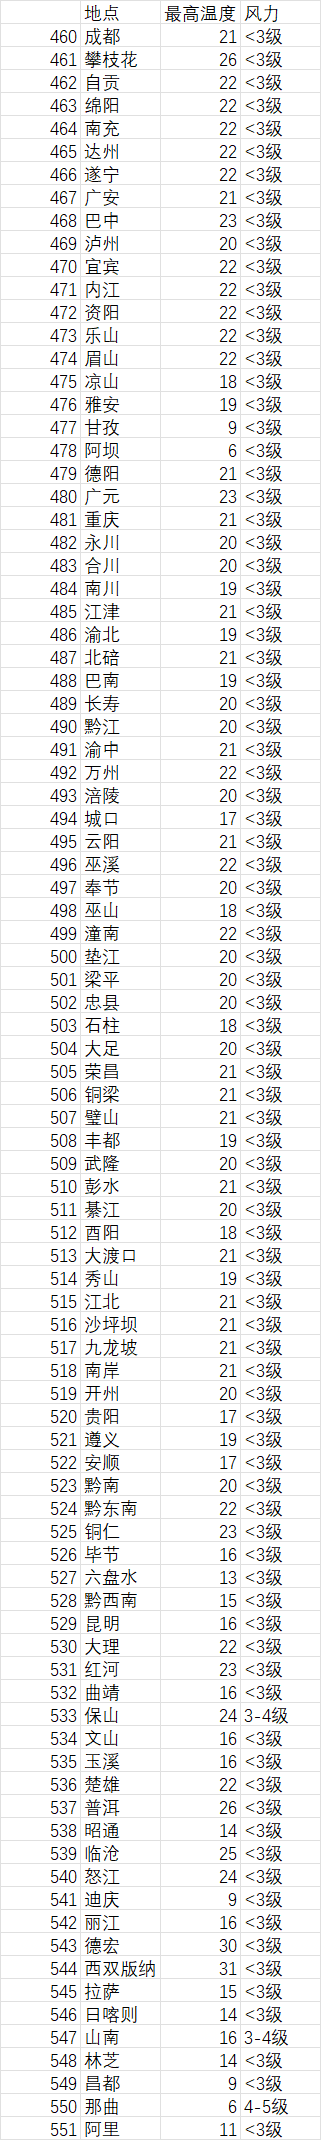 地点 最高温度 风力
460 成都 21 <3级
461 攀枝花 26 <3级
462 自贡 22 <3级
463 绵阳 22 <3级
464 南充 22 <3级
465 达州 22 <3级
466 遂宁 22 <3级
467 广安 21 <3级
468 巴中 23 <3级
469 泸州 20 <3级
470 宜宾 22 <3级
471 内江 22 <3级
472 资阳 22 <3级
473 乐山 22 <3级
474 眉山 22 <3级
475 凉山 18 <3级
476 雅安 19 <3级
477 甘孜 9 <3级
478 阿坝 6 <3级
479 德阳 21 <3级
480 广元 23 <3级
481 重庆 21 <3级
482 永川 20 <3级
483 合川 20 <3级
484 南川 19 <3级
485 江津 21 <3级
486 渝北 19 <3级
487 北碚 21 <3级
488 巴南 19 <3级
489 长寿 20 <3级
490 黔江 20 <3级
491 渝中 21 <3级
492 万州 22 <3级
493 涪陵 20 <3级
494 城口 17 <3级
495 云阳 21 <3级
496 巫溪 22 <3级
497 奉节 20 <3级
498 巫山 18 <3级
499 潼南 22 <3级
500 垫江 20 <3级
501 梁平 20 <3级
502 忠县 20 <3级
503 石柱 18 <3级
504 大足 20 <3级
505 荣昌 21 <3级
506 铜梁 21 <3级
507 璧山 21 <3级
508 丰都 19 <3级
509 武隆 20 <3级
510 彭水 21 <3级
511 綦江 20 <3级
512 酉阳 18 <3级
513 大渡口 21 <3级
514 秀山 19 <3级
515 江北 21 <3级
516 沙坪坝 21 <3级
517 九龙坡 21 <3级
518 南岸 21 <3级
519 开州 20 <3级
520 贵阳 17 <3级
521 遵义 19 <3级
522 安顺 17 <3级
523 黔南 20 <3级
524 黔东南 22 <3级
525 铜仁 23 <3级
526 毕节 16 <3级
527 六盘水 13 <3级
528 黔西南 15 <3级
529 昆明 16 <3级
530 大理 22 <3级
531 红河 23 <3级
532 曲靖 16 <3级
533 保山 24 3-4级
534 文山 16 <3级
535 玉溪 16 <3级
536 楚雄 22 <3级
537 普洱 26 <3级
538 昭通 14 <3级
539 临沧 25 <3级
540 怒江 24 <3级
541 迪庆 9 <3级
542 丽江 16 <3级
543 德宏 30 <3级
544 西双版纳 31 <3级
545 拉萨 15 <3级
546 日喀则 14 <3级
547 山南 16 3-4级
548 林芝 14 <3级
549 昌都 9 <3级
550 那曲 6 4-5级
551 阿里 11 <3级